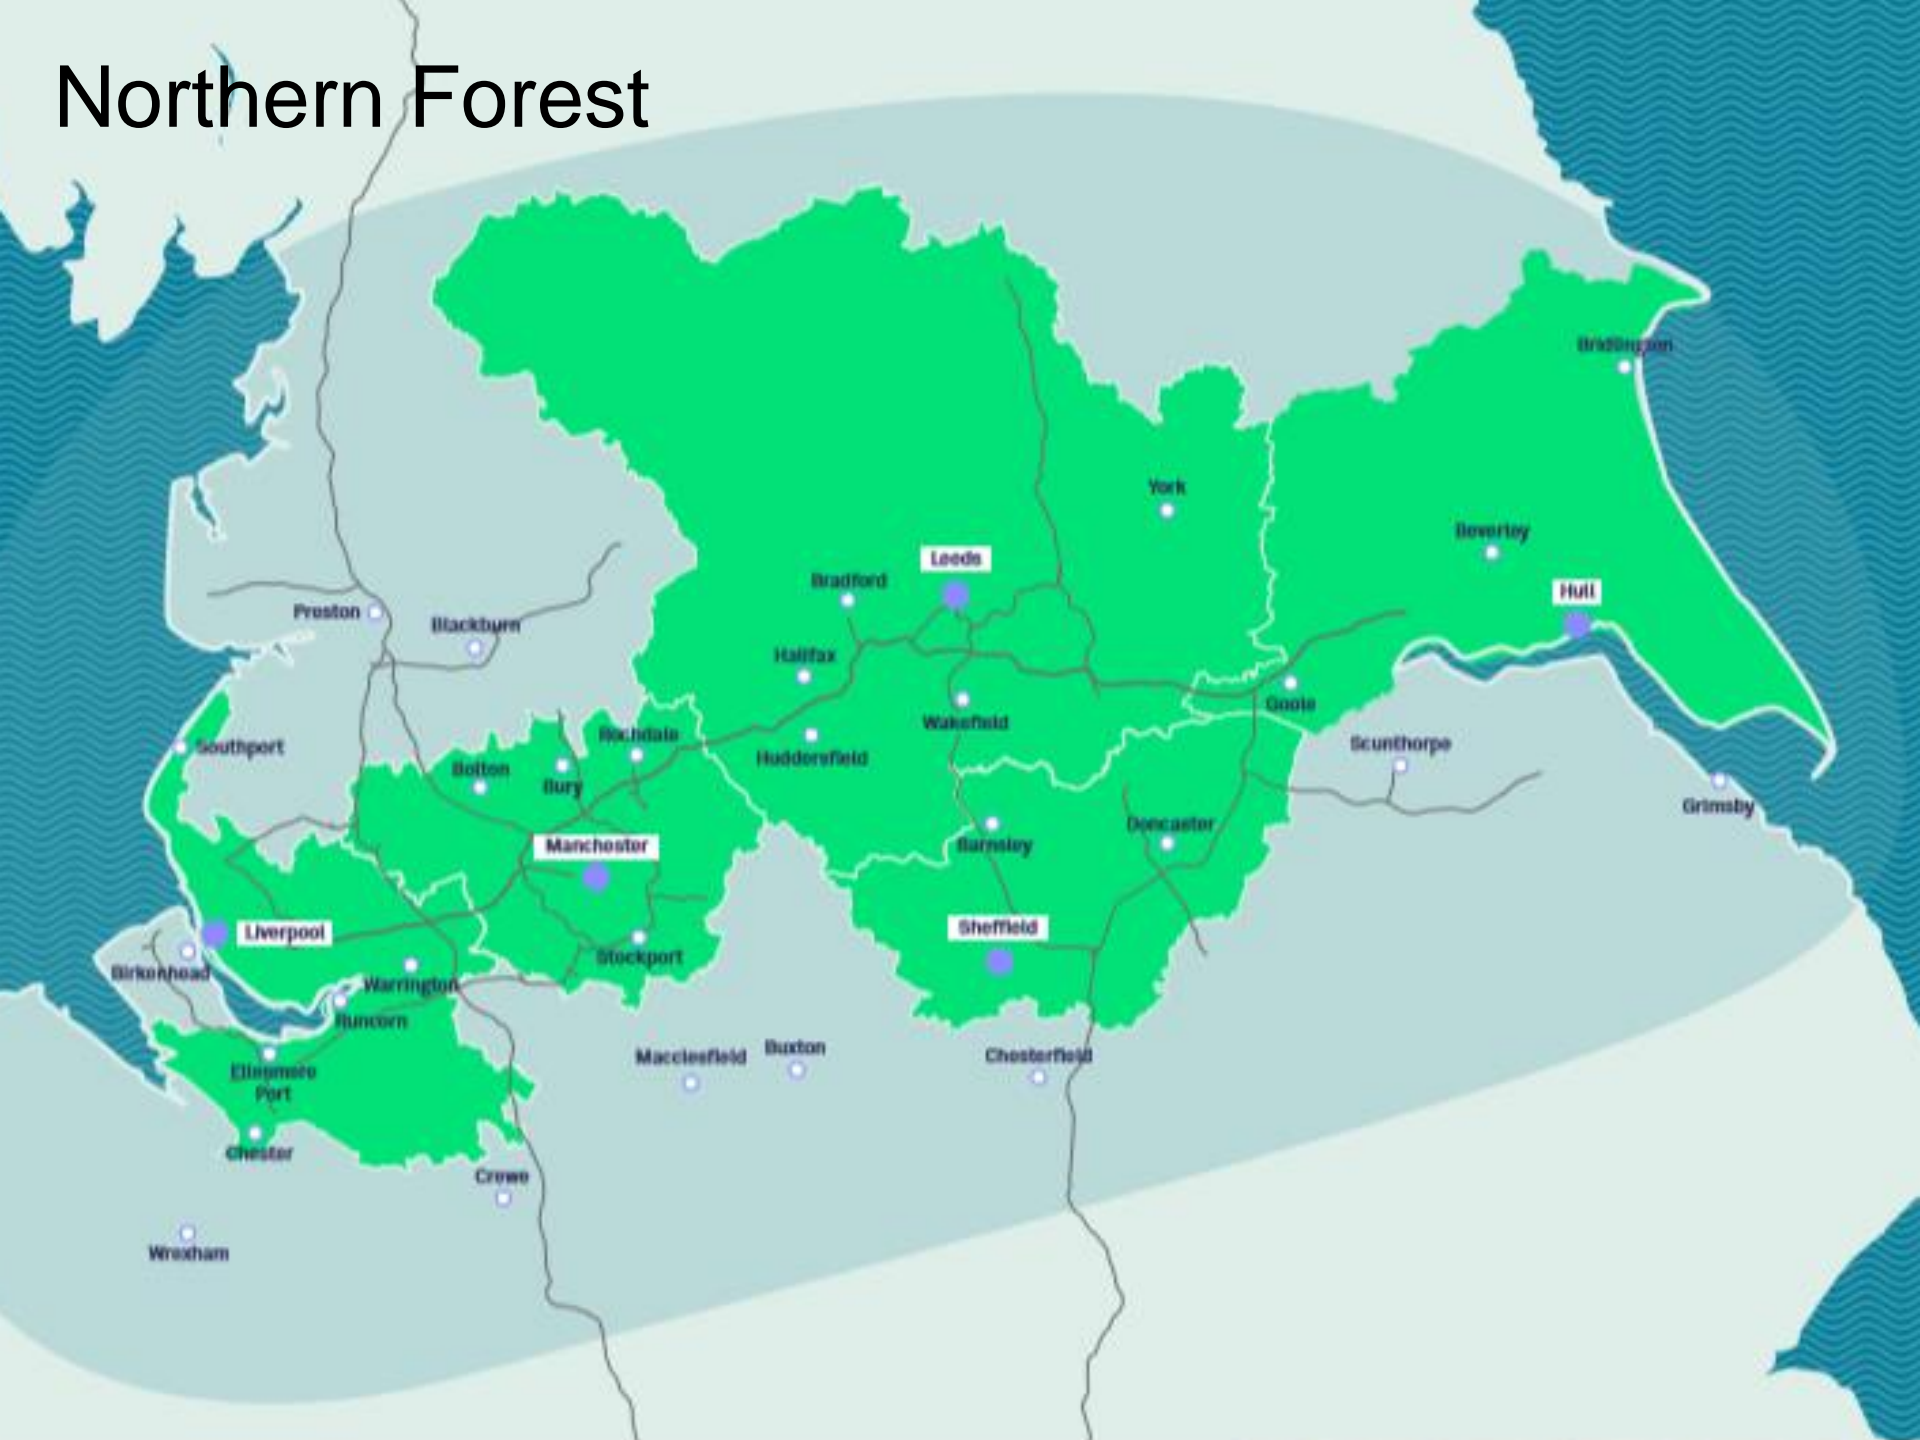 Northern Forest
Bridlington
York
Beverley
Leeds
Bradford
Hull
Preston
Blackburn
Halifax
Goole
Wakefield
Southport
Rochdale
Huddersfield
Scunthorpe
Bolton
Bury
Grimsby
Doncaster
Manchester
Barnsley
Liverpool
Sheffield
Stockport
Birkenhead
Warrington
Runcorn
Macclesfield
Buxton
Chesterfield
Ellesmere
Port
Chester
Crewe
Wrexham